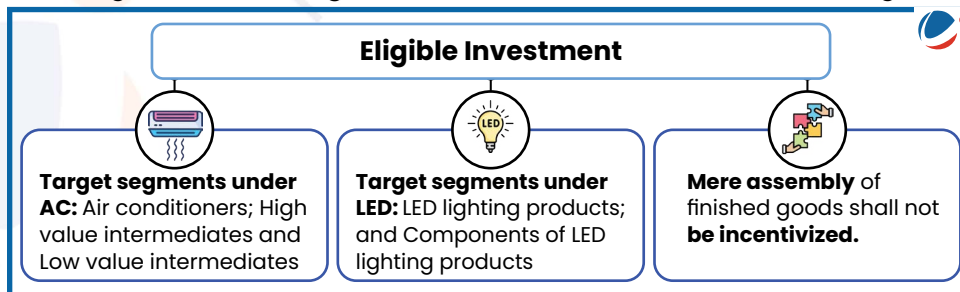 Eligible Investment
LED
Target segments under
AC: Air conditioners; High
value intermediates and
Low value intermediates
Target segments under
LED: LED lighting products;
and Components of LED
lighting products
Mere assembly of
finished goods shall not
be incentivized.